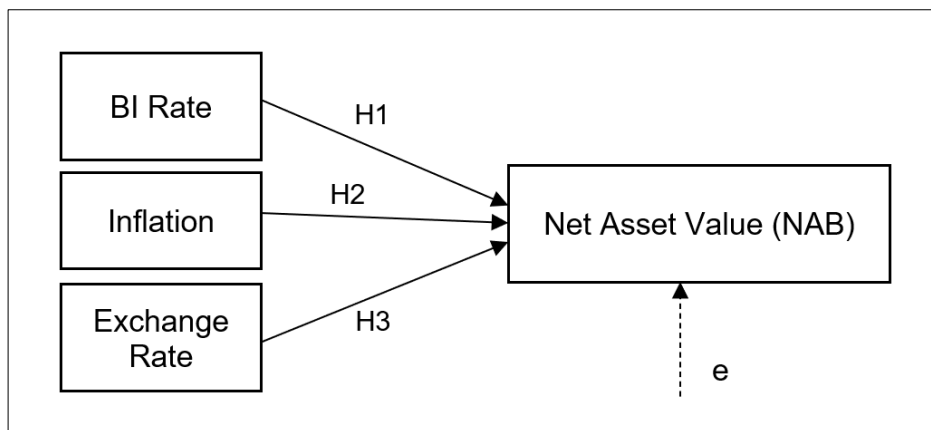 BI Rate
H1
Inflation
H2
Exchange
Rate
H3
Net Asset Value (NAB)
e